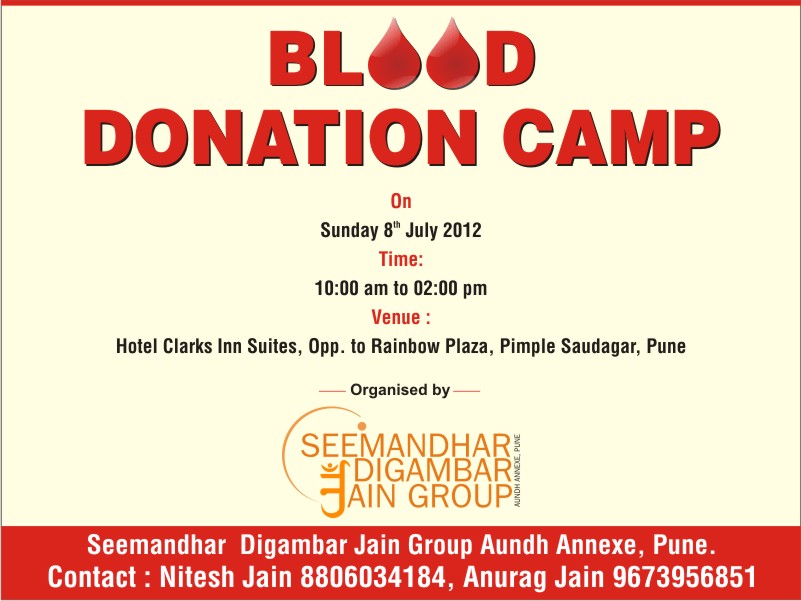 BLOOD
DONATION CAMP
On
Sunday 8th July 2012
Time:
10:00 am to 02:00 pm
Venue :
Hotel Clarks Inn Suites, Opp. to Rainbow Plaza, Pimple Saudagar, Pune
Organised by
SEEMANDHAR
DIGAMBAR
JAIN GROUP
AUNDH ANNEXE, PUNE
Seemandhar Digambar Jain Group Aundh Annexe, Pune.
Contact : Nitesh Jain 8806034184, Anurag Jain 9673956851